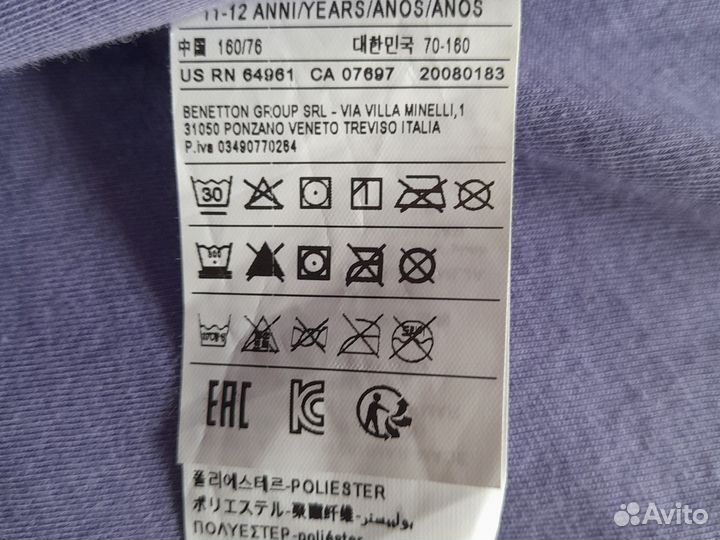 11-12 ANNI/YEARS/ANOS/AÑOS
中国 160/76 대한민국 70-160
US RN 64961 CA 07697 20080183
BENETTON GROUP SRL - VIA VILLA MINELLI,1
31050 PONZANO VENETO TREVISO ITALIA
P.iva 03490770264
30
EAC
폴리에스테르-POLIESTER
ポリエステル-聚酯纤维-بوليستر
ПОЛУЕСТЕР-poliéster
Avito